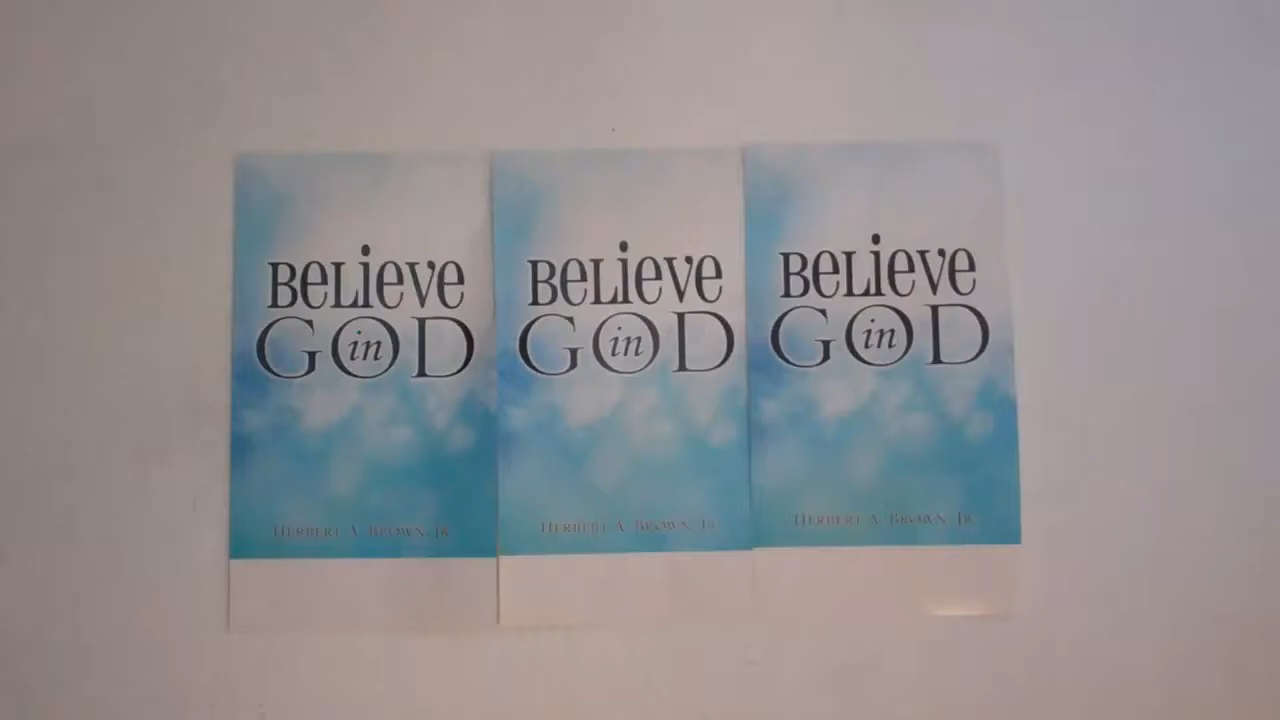 BELiEVE
GOD
in
HERBERT A. BROWN, JR.
BELiEVE
GOD
in
HERBERT A. BROWN, JR.
BELiEVE
GOD
in
HERBERT A. BROWN, JR.